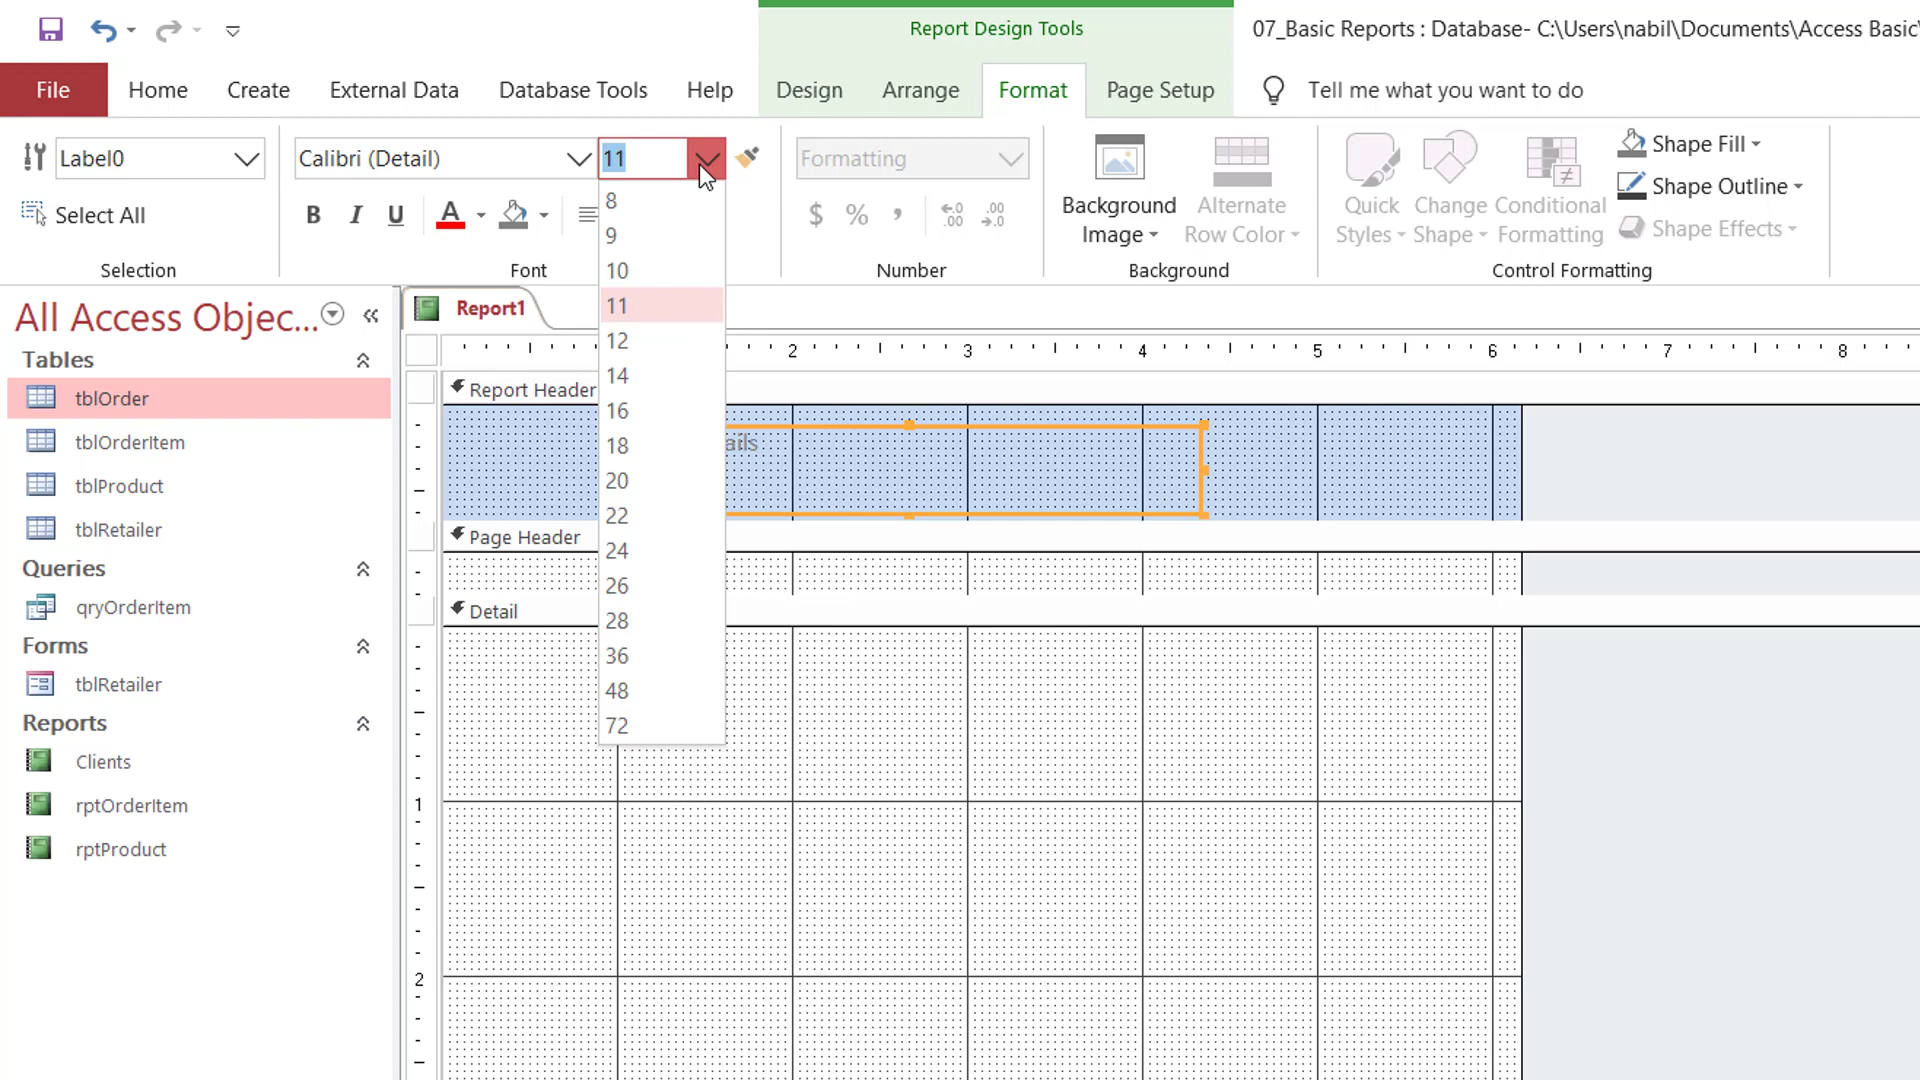 Report Design Tools
07_Basic Reports : Database- C:\Users\nabil\Documents\Access Basic\
File
Home
Create
External Data
Database Tools
Help
Design
Arrange
Format
Page Setup
Tell me what you want to do
Label0
Calibri (Detail)
11
Formatting
Select All
B
I
U
A
$
%
Selection
Font
Number
Background Image
Alternate Row Color
Background
Quick Styles
Change Shape
Conditional Formatting
Shape Fill
Shape Outline
Shape Effects
Control Formatting
8
9
10
11
12
14
16
18
20
22
24
26
28
36
48
72
All Access Objec...
Tables
tblOrder
tblOrderItem
tblProduct
tblRetailer
Queries
qryOrderItem
Forms
tblRetailer
Reports
Clients
rptOrderItem
rptProduct
Report1
2
3
4
5
6
7
8
Report Header
ails
Page Header
Detail
1
2